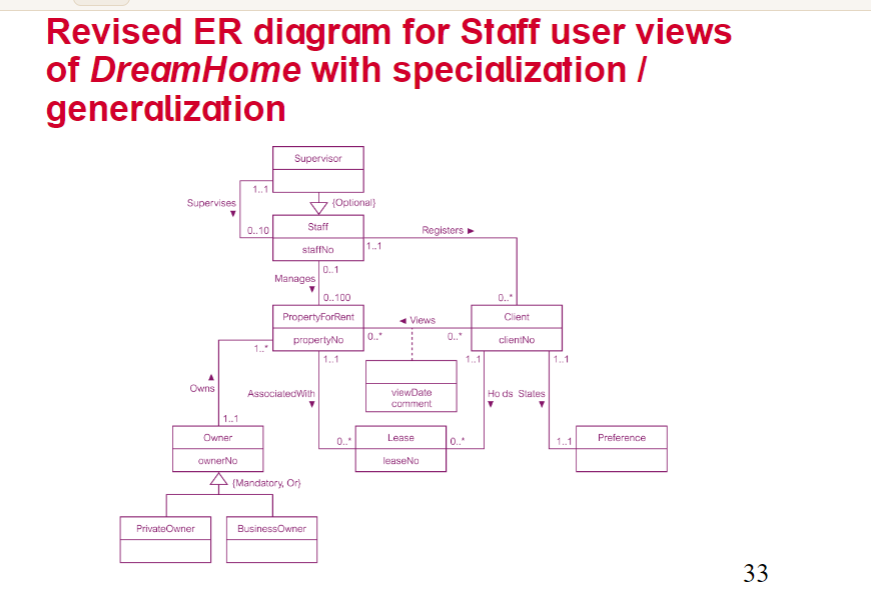 Revised ER diagram for Staff user views
of DreamHome with specialization /
generalization
Supervisor
1..1
Supervises
{Optional}
0..10
Staff
Registers
staffNo
1..1
0..1
Manages
0..100
0..*
PropertyForRent
Views
Client
propertyNo
0..*
0..*
clientNo
1..*
1..1
1..1
1..1
Owns
AssociatedWith
viewDate
comment
Ho ds
States
1..1
Owner
0..*
Lease
0..*
1..1
Preference
ownerNo
leaseNo
{Mandatory, Or}
PrivateOwner
BusinessOwner
33